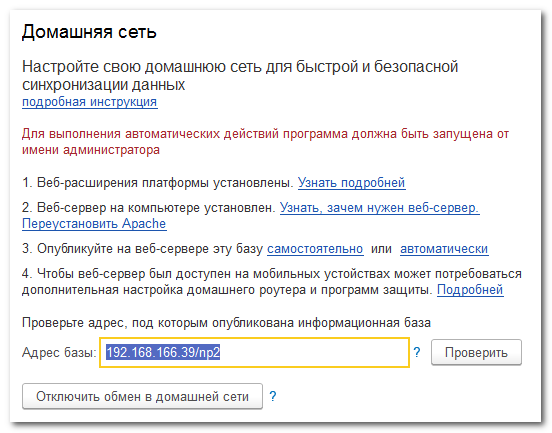 Домашняя сеть
Настройте свою домашнюю сеть для быстрой и безопасной
синхронизации данных
подробная инструкция
Для выполнения автоматических действий программа должна быть запущена от
имени администратора
1. Веб-расширения платформы установлены. Узнать подробней
2. Веб-сервер на компьютере установлен. Узнать, зачем нужен веб-сервер.
Переустановить Apache
3. Опубликуйте на веб-сервере эту базу самостоятельно или автоматически
4. Чтобы веб-сервер был доступен на мобильных устойствах может потребоваться
дополнительная настройка домашнего роутера и программ защиты. Подробней
Проверьте адрес, под которым опубликована информационная база
Адрес базы: 192.168.166.39/np2 ? Проверить
Отключить обмен в домашней сети ?